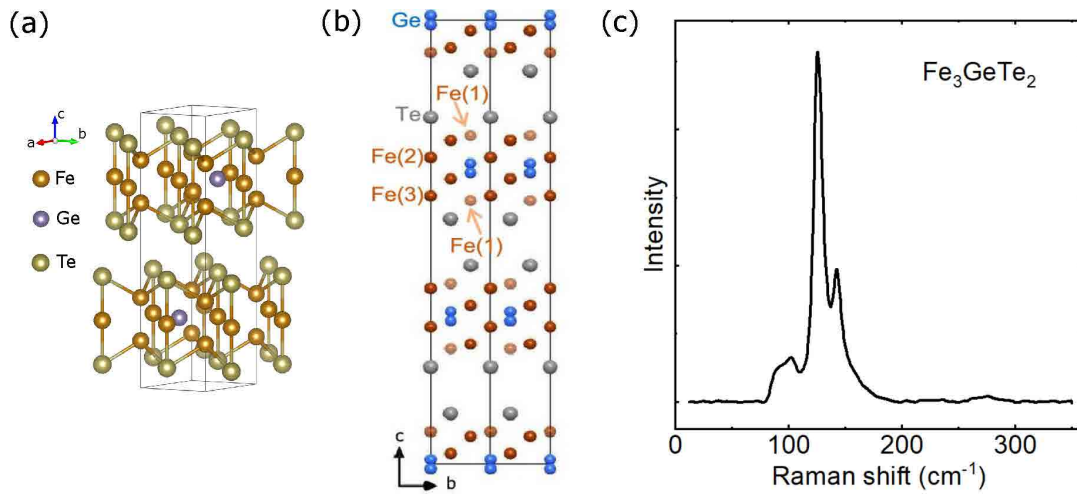 (a)
c
a
b
Fe
Ge
Te
(b)
Ge
Fe(1)
Te
Fe(2)
Fe(3)
Fe(1)
c
b
(c)
Fe₃GeTe₂
Intensity
0 100 200 300
Raman shift (cm⁻¹)